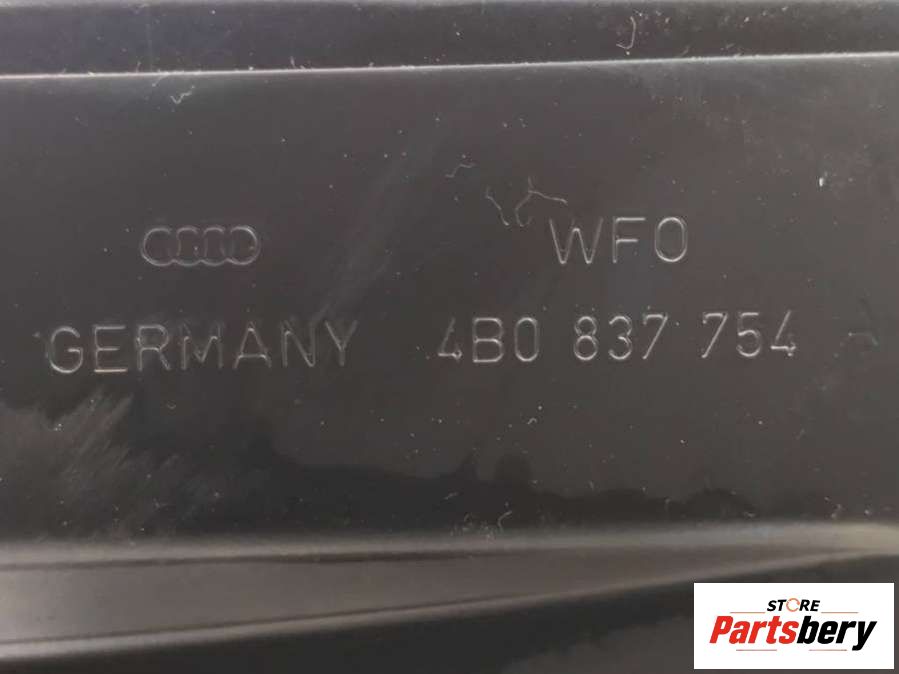 WFO
GERMANY 4B0 837 754
STORE
Partsbery